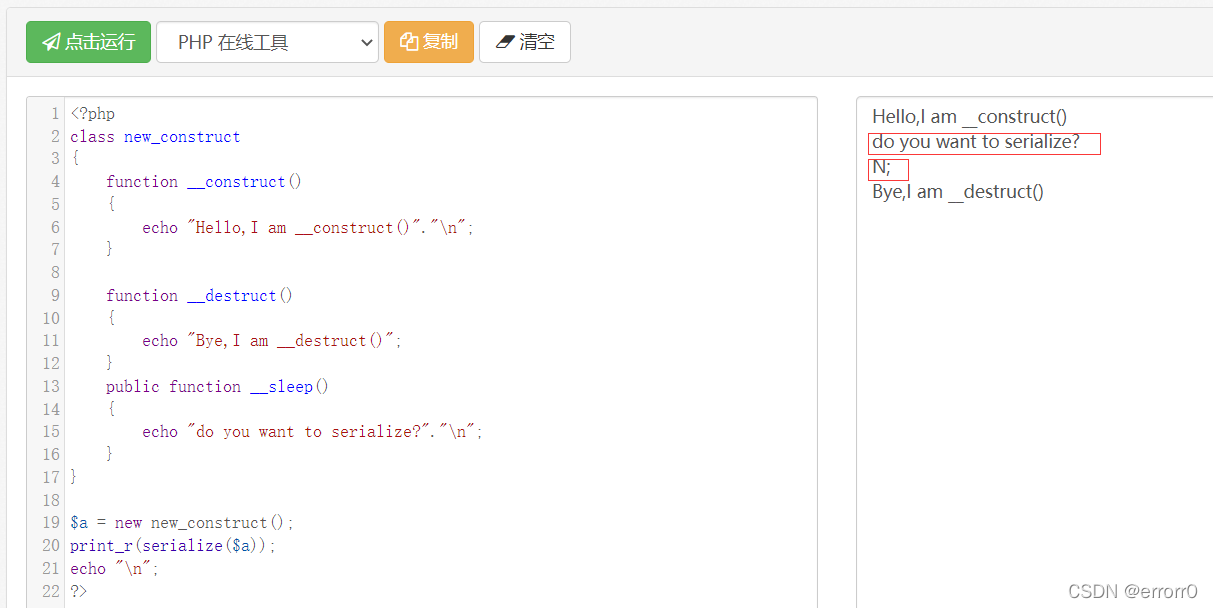 点击运行 PHP 在线工具 复制 清空
1 <?php
2 class new_construct
3 {
4     function __construct()
5     {
6         echo "Hello,I am __construct()"."\n";
7     }
8
9     function __destruct()
10     {
11         echo "Bye,I am __destruct()";
12     }
13     public function __sleep()
14     {
15         echo "do you want to serialize?"."\n";
16     }
17 }
18
19 $a = new new_construct();
20 print_r(serialize($a));
21 echo "\n";
22 ?>
Hello,I am __construct()
do you want to serialize?
N;
Bye,I am __destruct()
CSDN @errorr0